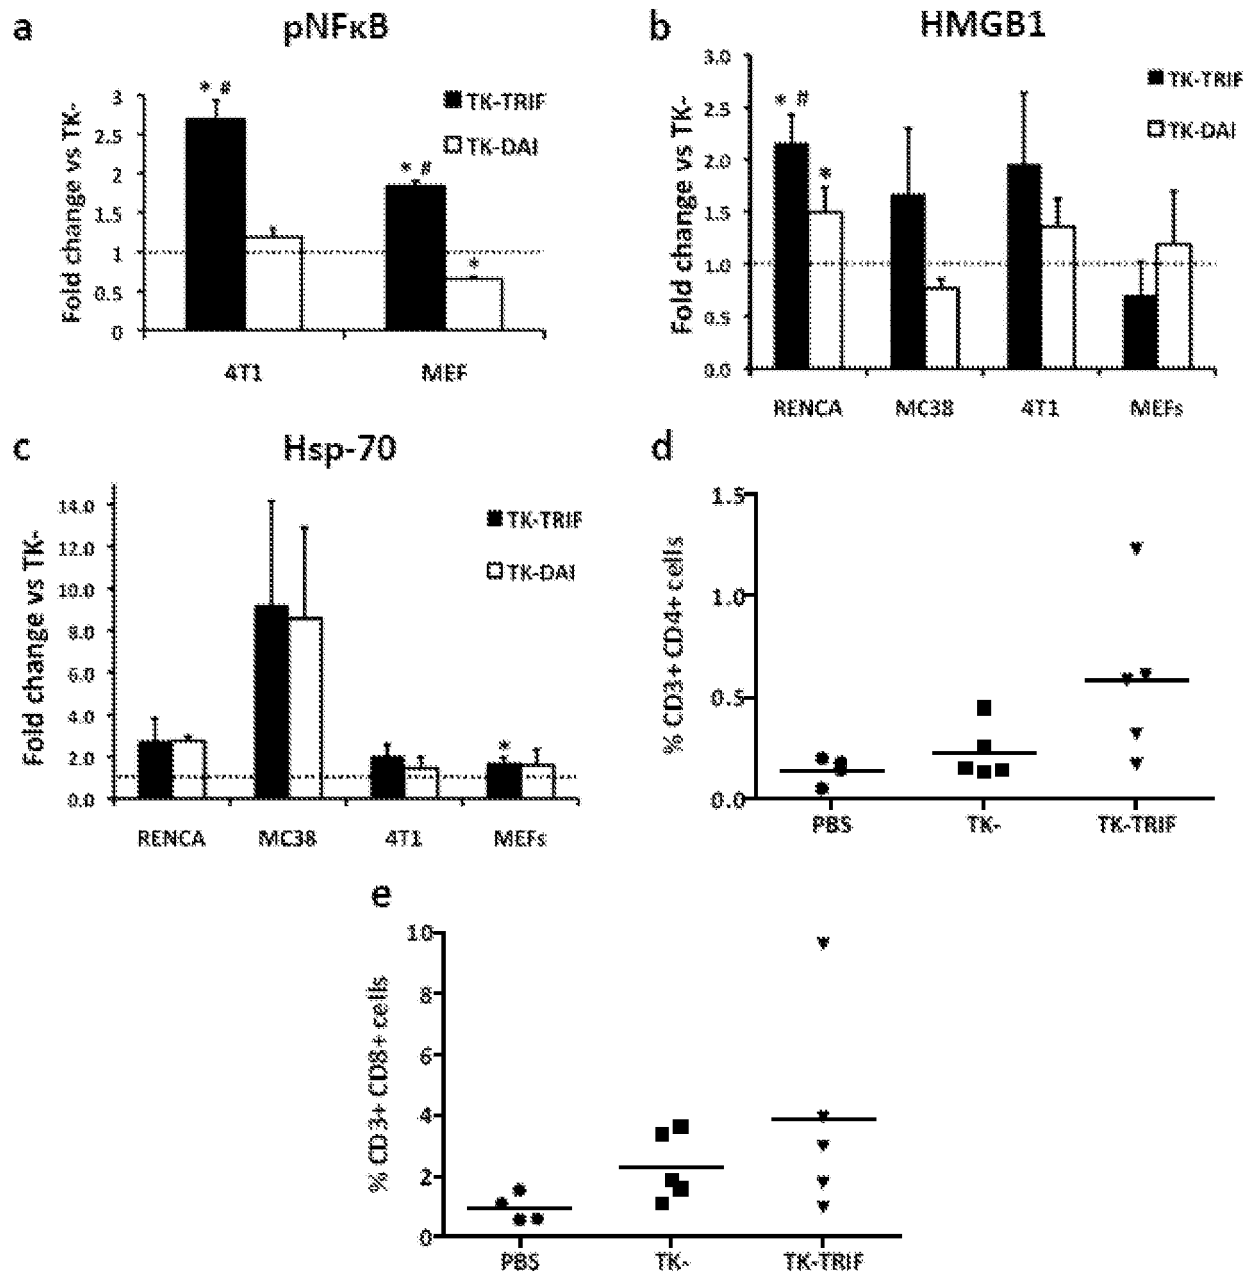 a
pNFκB
Fold change vs TK-
3
2.5
2
1.5
1
0.5
0
* #
* #
*
TK-TRIF
TK-DAI
4T1
MEF
b
HMGB1
Fold change vs TK-
3.0
2.5
2.0
1.5
1.0
0.5
0.0
* #
*
TK-TRIF
TK-DAI
RENCA
MC38
4T1
MEFs
c
Hsp-70
Fold change vs TK-
14.0
12.0
10.0
8.0
6.0
4.0
2.0
0.0
*
*
TK-TRIF
TK-DAI
RENCA
MC38
4T1
MEFs
d
% CD3+ CD4+ cells
1.5
1.0
0.5
0.0
PBS
TK-
TK-TRIF
e
% CD3+ CD8+ cells
10
8
6
4
2
0
PBS
TK-
TK-TRIF